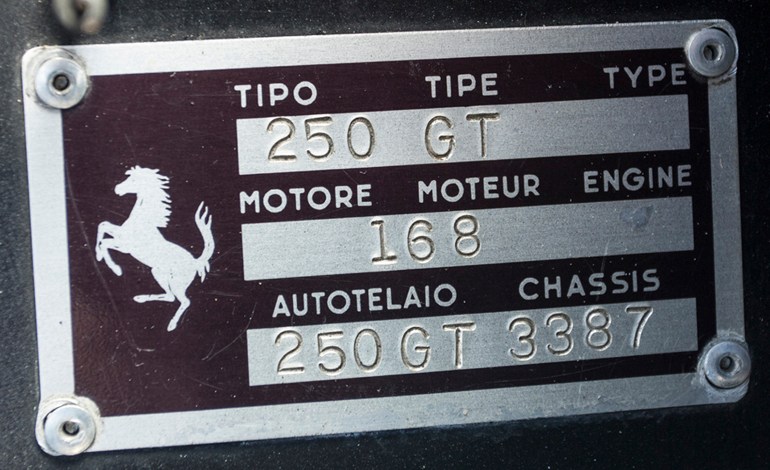 TIPO TIPE TYPE
250 GT
MOTORE MOTEUR ENGINE
168
AUTOTELAIO CHASSIS
250GT 3387